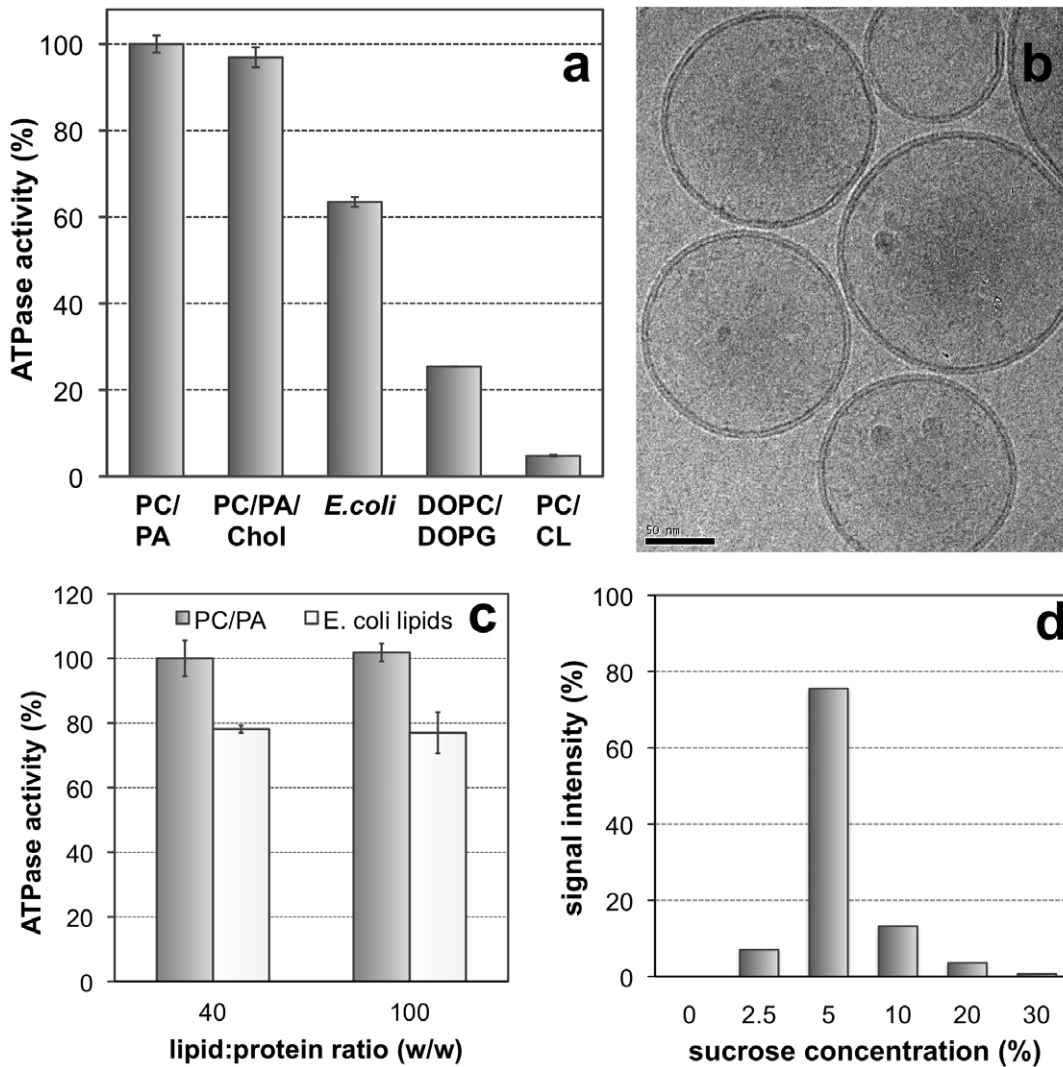 a
ATPase activity (%)
100
80
60
40
20
0
PC/ PC/PA/ E.coli DOPC/ PC/
PA Chol DOPG CL
b
50 nm
c
PC/PA E. coli lipids
ATPase activity (%)
120
100
80
60
40
20
0
40 100
lipid:protein ratio (w/w)
d
signal intensity (%)
100
80
60
40
20
0
0 2.5 5 10 20 30
sucrose concentration (%)